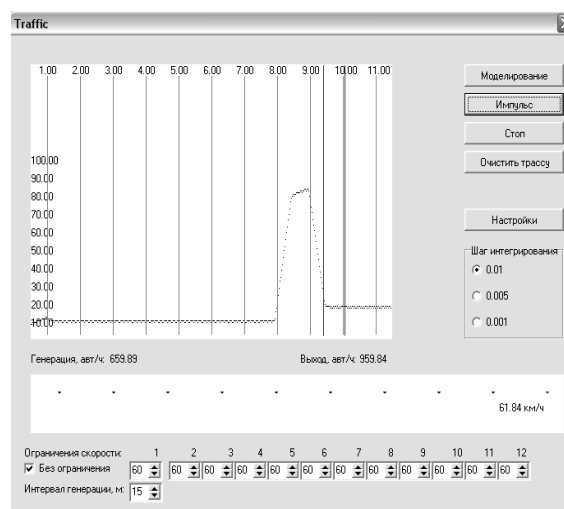 Traffic
1.00 2.00 3.00 4.00 5.00 6.00 7.00 8.00 9.00 10.00 11.00
Моделирование
Импульс
Стоп
Очистить трассу
100.00
90.00
80.00
70.00
60.00
50.00
40.00
30.00
20.00
10.00
Настройки
Шаг интегрирования
0.01
0.005
0.001
Генерация, авт/ч: 659.89
Выход, авт/ч: 959.84
61.84 км/ч
Ограничения скорости: 1 2 3 4 5 6 7 8 9 10 11 12
Без ограничения 60 60 60 60 60 60 60 60 60 60 60 60
Интервал генерации, м: 15